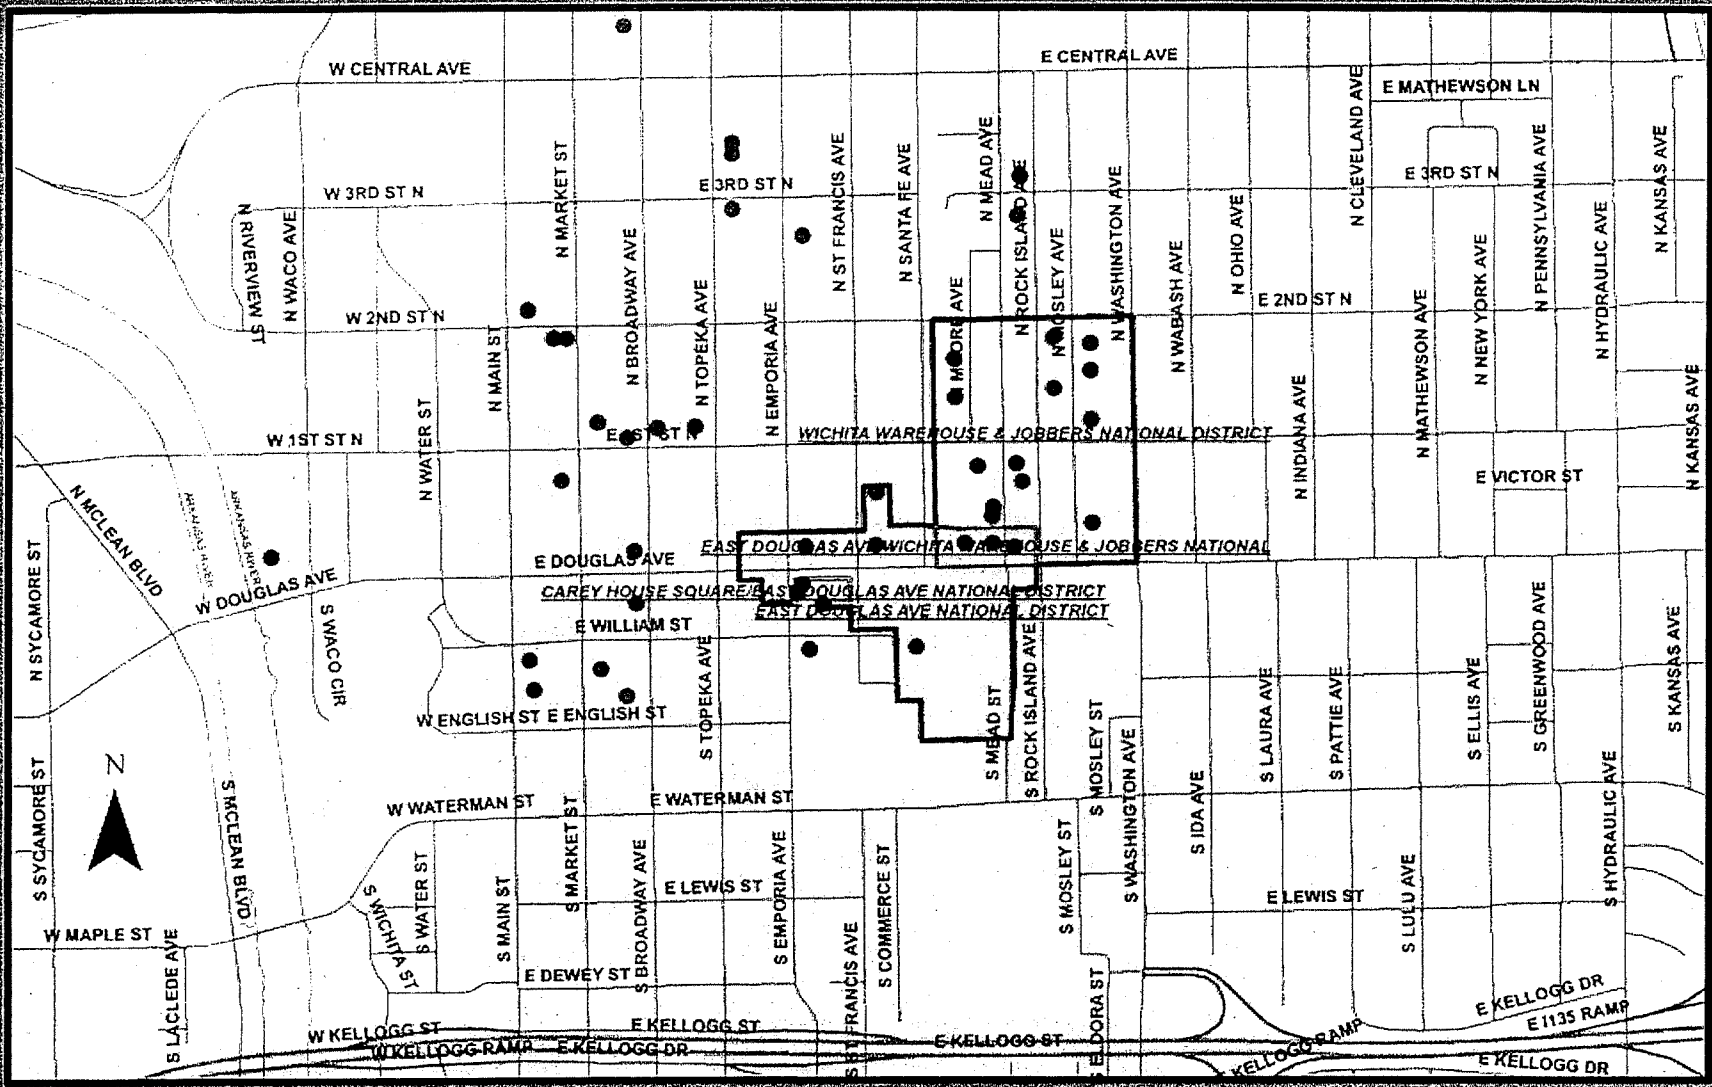 E CENTRAL AVE
W CENTRAL AVE
E MATHEWSON LN
N CLEVELAND AVE
N MARKET ST
N ST FRANCIS AVE
N SANTA FE AVE
N MEAD AVE
N ROCK ISLAND AVE
N WASHINGTON AVE
N PENNSYLVANIA AVE
N KANSAS AVE
E 3RD ST N
W 3RD ST N
E 3RD ST N
N RIVERVIEW ST
N WACO AVE
N BROADWAY AVE
N TOPEKA AVE
N EMPORIA AVE
N MOORE AVE
N MOSLEY AVE
N WABASH AVE
N OHIO AVE
E 2ND ST N
W 2ND ST N
N MATHEWSON AVE
N NEW YORK AVE
N HYDRAULIC AVE
N MAIN ST
N WATER ST
N INDIANA AVE
N KANSAS AVE
W 1ST ST N
E 1ST ST N
WICHITA WAREHOUSE & JOBBERS NATIONAL DISTRICT
E VICTOR ST
N MCLEAN BLVD
ARKANSAS RIVER
ARKANSAS RIVER
N SYCAMORE ST
EAST DOUGLAS AVE/WICHITA WAREHOUSE & JOBBERS NATIONAL
E DOUGLAS AVE
W DOUGLAS AVE
CAREY HOUSE SQUARE/EAST DOUGLAS AVE NATIONAL DISTRICT
EAST DOUGLAS AVE NATIONAL DISTRICT
E WILLIAM ST
S WACO CIR
S TOPEKA AVE
S MEAD ST
S ROCK ISLAND AVE
S MOSLEY ST
S WASHINGTON AVE
S LAURA AVE
S PATTIE AVE
S ELLIS AVE
S GREENWOOD AVE
S KANSAS AVE
W ENGLISH ST
E ENGLISH ST
N
S SYCAMORE ST
S MCLEAN BLVD
W WATERMAN ST
E WATERMAN ST
S MARKET ST
S IDA AVE
S HYDRAULIC AVE
S WICHITA ST
S WATER ST
S MAIN ST
S BROADWAY AVE
E LEWIS ST
S EMPORIA AVE
S COMMERCE ST
S MOSLEY ST
E LEWIS ST
S LULU AVE
W MAPLE ST
S LACLEDE AVE
E DEWEY ST
S ST FRANCIS AVE
S ELDORA ST
W KELLOGG ST
E KELLOGG ST
E KELLOGG ST
E KELLOGG DR
E I135 RAMP
W KELLOGG RAMP
E KELLOGG DR
E KELLOGG RAMP
E KELLOGG DR